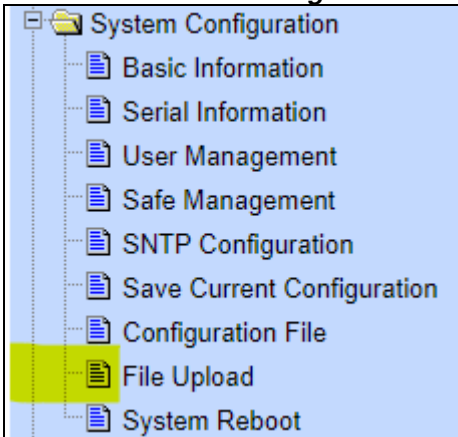 System Configuration
Basic Information
Serial Information
User Management
Safe Management
SNTP Configuration
Save Current Configuration
Configuration File
File Upload
System Reboot